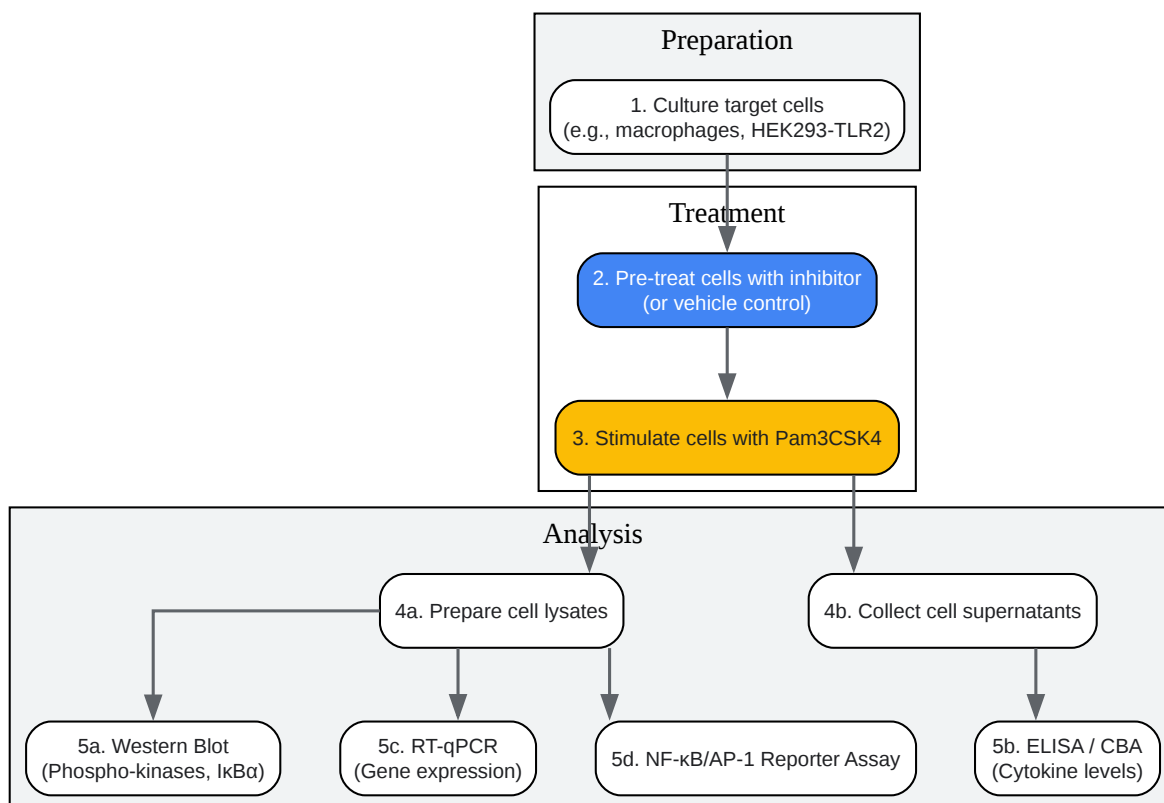 Preparation
1. Culture target cells
(e.g., macrophages, HEK293-TLR2)
Treatment
2. Pre-treat cells with inhibitor
(or vehicle control)
3. Stimulate cells with Pam3CSK4
Analysis
4a. Prepare cell lysates
4b. Collect cell supernatants
5a. Western Blot
(Phospho-kinases, IκBα)
5c. RT-qPCR
(Gene expression)
5d. NF-κB/AP-1 Reporter Assay
5b. ELISA / CBA
(Cytokine levels)